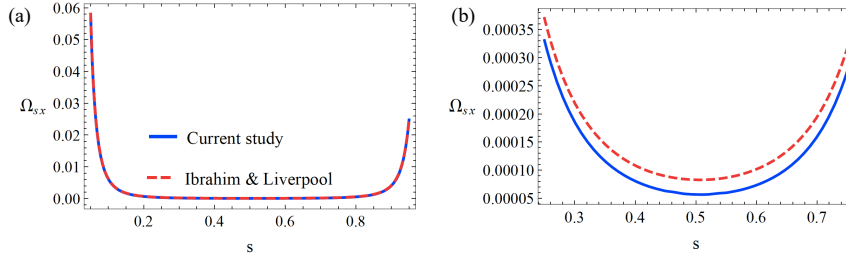 (a)
0.06
0.05
0.04
0.03
0.02
0.01
0.00
Ω_sx
Current study
Ibrahim & Liverpool
0.2 0.4 0.6 0.8
s
(b)
0.00035
0.00030
0.00025
0.00020
0.00015
0.00010
0.00005
Ω_sx
0.3 0.4 0.5 0.6 0.7
s